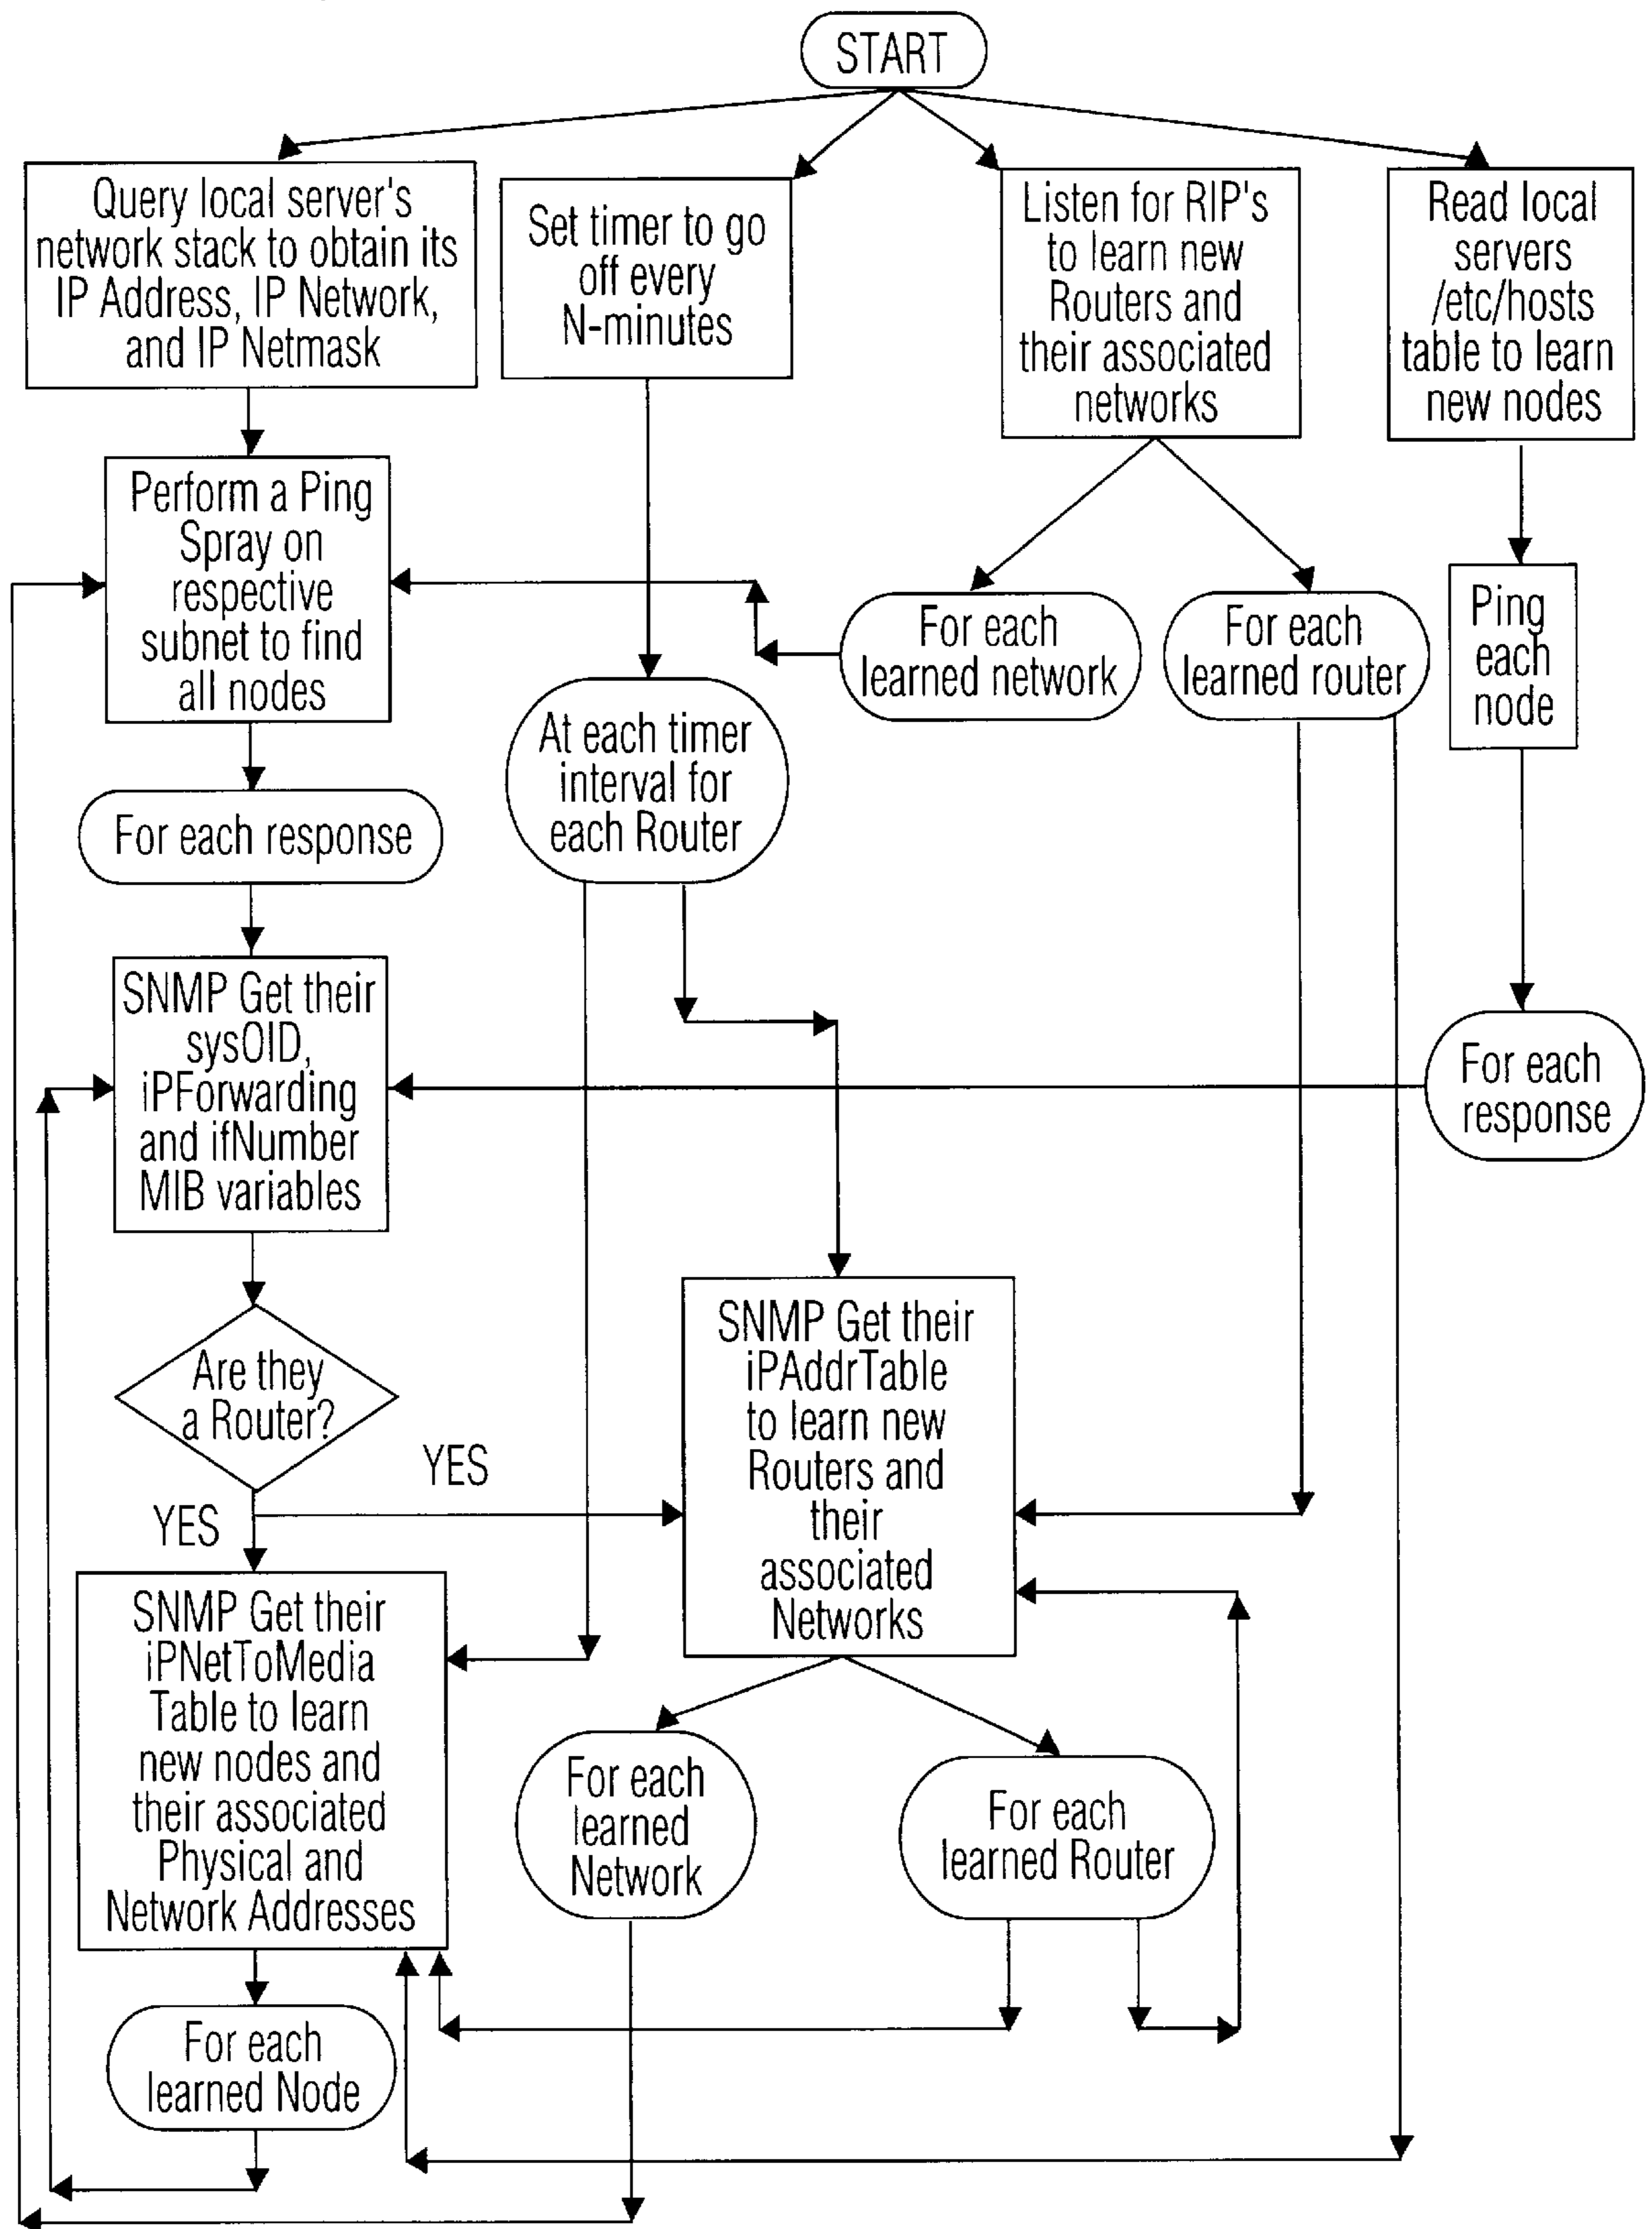 START
Query local server's
network stack to obtain its
IP Address, IP Network,
and IP Netmask
Set timer to go
off every
N-minutes
Listen for RIP's
to learn new
Routers and
their associated
networks
Read local
servers
/etc/hosts
table to learn
new nodes
Perform a Ping
Spray on
respective
subnet to find
all nodes
For each
learned network
For each
learned router
Ping
each
node
At each timer
interval for
each Router
For each response
SNMP Get their
sysOID,
iPForwarding
and ifNumber
MIB variables
For each
response
Are they
a Router?
YES
YES
SNMP Get their
iPAddrTable
to learn new
Routers and
their
associated
Networks
SNMP Get their
iPNetToMedia
Table to learn
new nodes and
their associated
Physical and
Network Addresses
For each
learned
Network
For each
learned Router
For each
learned Node